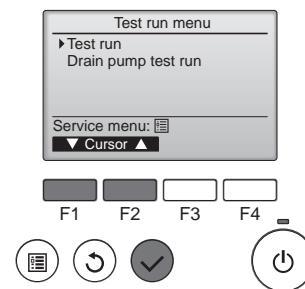 Test run menu
Test run
Drain pump test run
Service menu:
▼ Cursor ▲
F1 F2 F3 F4